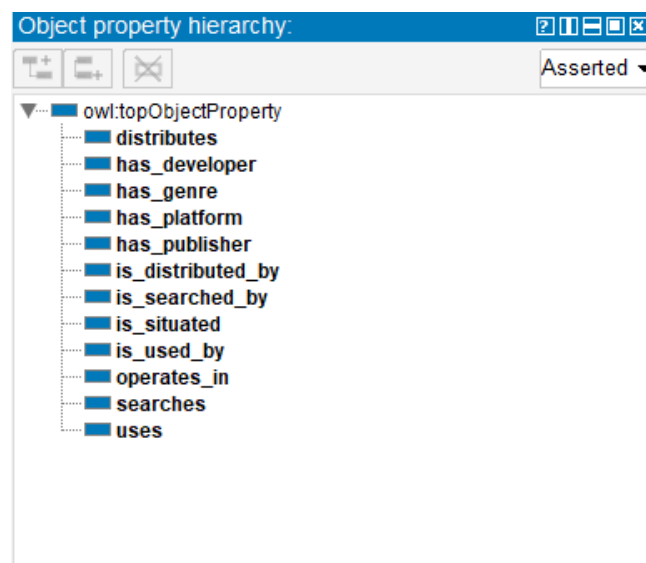 Object property hierarchy:
Asserted
owl:topObjectProperty
distributes
has_developer
has_genre
has_platform
has_publisher
is_distributed_by
is_searched_by
is_situated
is_used_by
operates_in
searches
uses